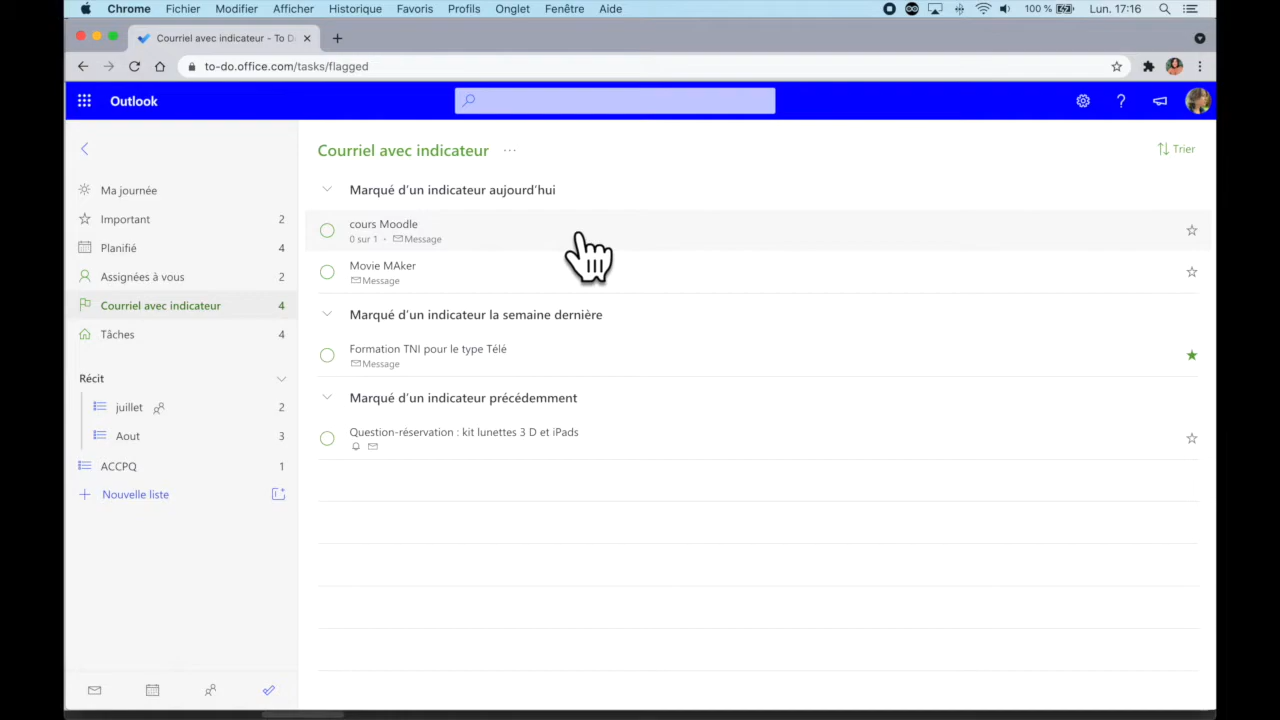 Chrome Fichier Modifier Afficher Historique Favoris Profils Onglet Fenêtre Aide 100 % Lun. 17:16
Courriel avec indicateur - To D
to-do.office.com/tasks/flagged
Outlook
Courriel avec indicateur ...
Trier
Ma journée
Important 2
Planifié 4
Assignées à vous 2
Courriel avec indicateur 4
Tâches 4
Récit
juillet 2
Aout 3
ACCPQ 1
Nouvelle liste
Marqué d'un indicateur aujourd'hui
cours Moodle
0 sur 1 • Message
Movie MAker
Message
Marqué d'un indicateur la semaine dernière
Formation TNI pour le type Télé
Message
Marqué d'un indicateur précédemment
Question-réservation : kit lunettes 3 D et iPads